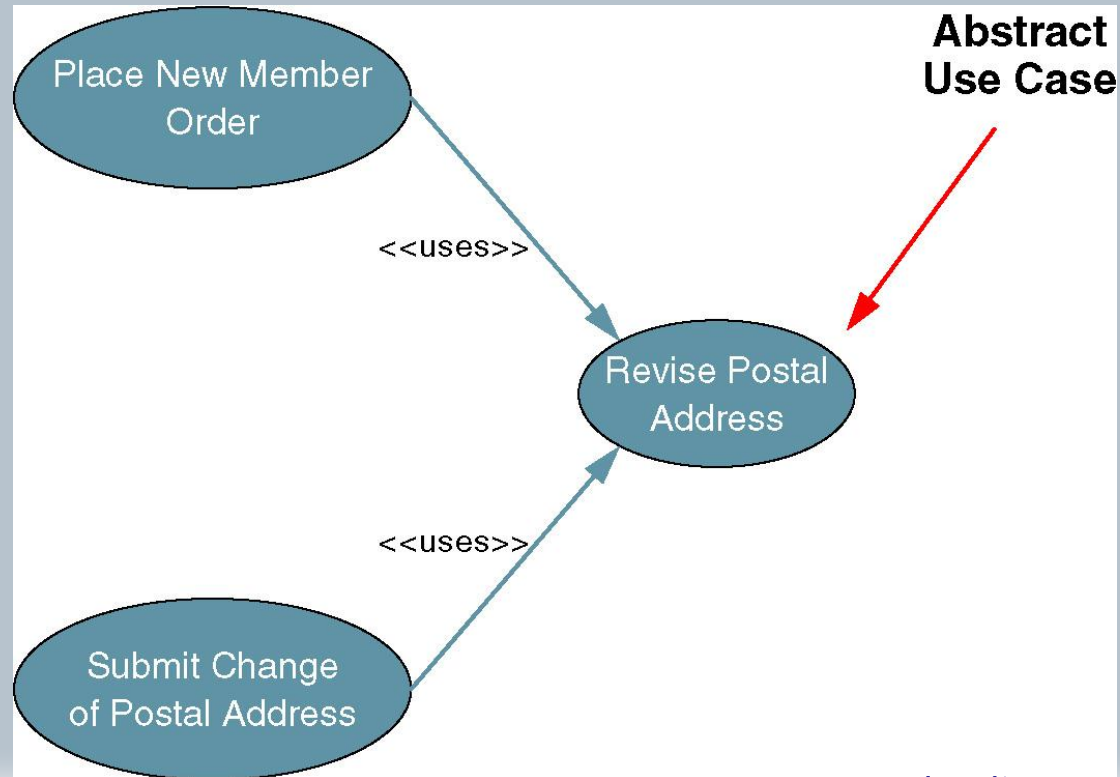 Place New Member
Order
Abstract
Use Case
<<uses>>
Revise Postal
Address
<<uses>>
Submit Change
of Postal Address